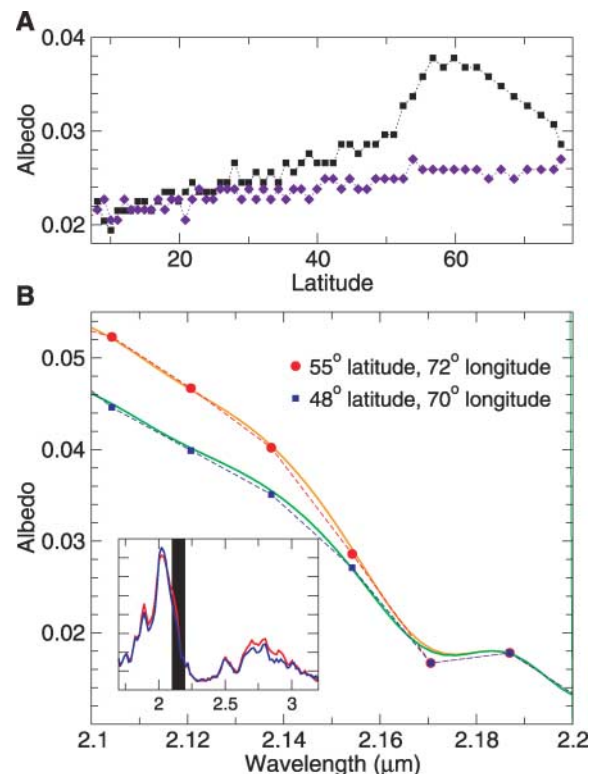 A
0.04
0.03
0.02
Albedo
20
40
60
Latitude
B
0.05
0.04
0.03
0.02
Albedo
55° latitude, 72° longitude
48° latitude, 70° longitude
2
2.5
3
2.1
2.12
2.14
2.16
2.18
2.2
Wavelength (μm)